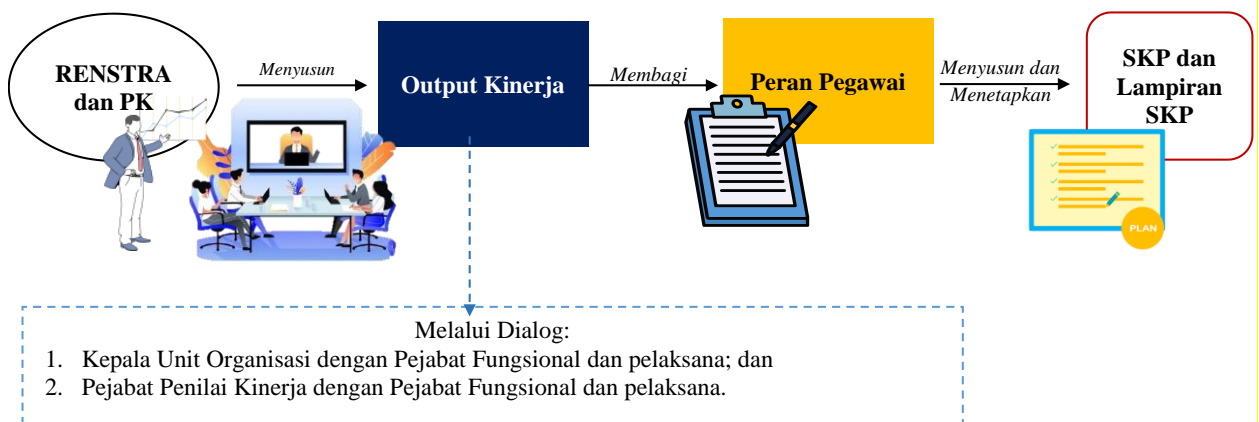 RENSTRA
dan PK
Menyusun
Output Kinerja
Membagi
Peran Pegawai
Menyusun dan
Menetapkan
SKP dan
Lampiran
SKP
PLAN
Melalui Dialog:
1. Kepala Unit Organisasi dengan Pejabat Fungsional dan pelaksana; dan
2. Pejabat Penilai Kinerja dengan Pejabat Fungsional dan pelaksana.